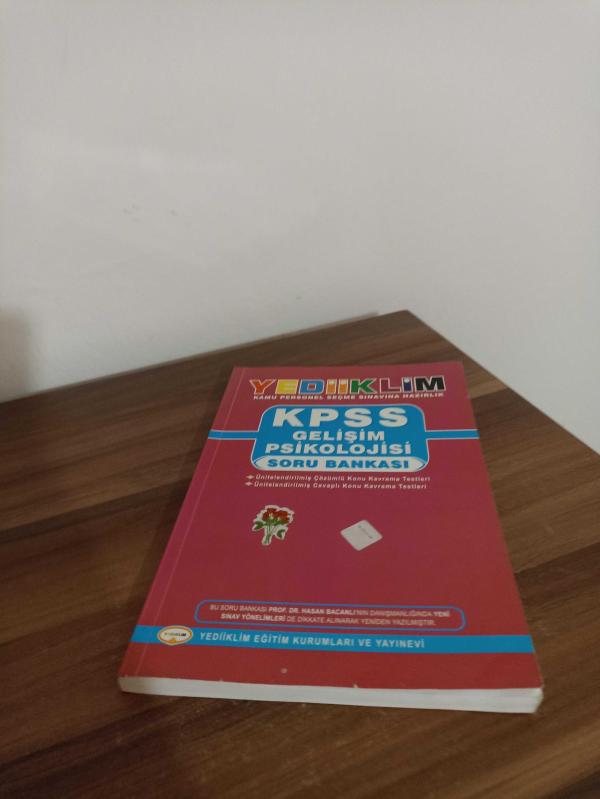 YEDİİKLİM
KAMU PERSONEL SEÇME SINAVINA HAZIRLIK
KPSS
GELİŞİM
PSİKOLOJİSİ
SORU BANKASI
Ünitelendirilmiş Çözümlü Konu Kavrama Testleri
Ünitelendirilmiş Cevaplı Konu Kavrama Testleri
BU SORU BANKASI PROF. DR. HASAN BACANLI'NIN DANIŞMANLIĞINDA YENİ
SINAV YÖNELİMLERİ DE DİKKATE ALINARAK YENİDEN YAZILMIŞTIR.
YEDİİKLİM
YEDİİKLİM EĞİTİM KURUMLARI VE YAYINEVİ